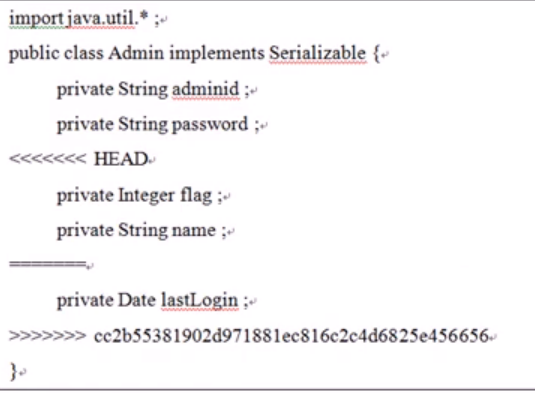 import java.util.* ;
public class Admin implements Serializable {
private String adminid ;
private String password ;
<<<<<<< HEAD
private Integer flag ;
private String name ;
=======
private Date lastLogin ;
>>>>>>> cc2b55381902d971881ec816c2c4d6825e456656
}